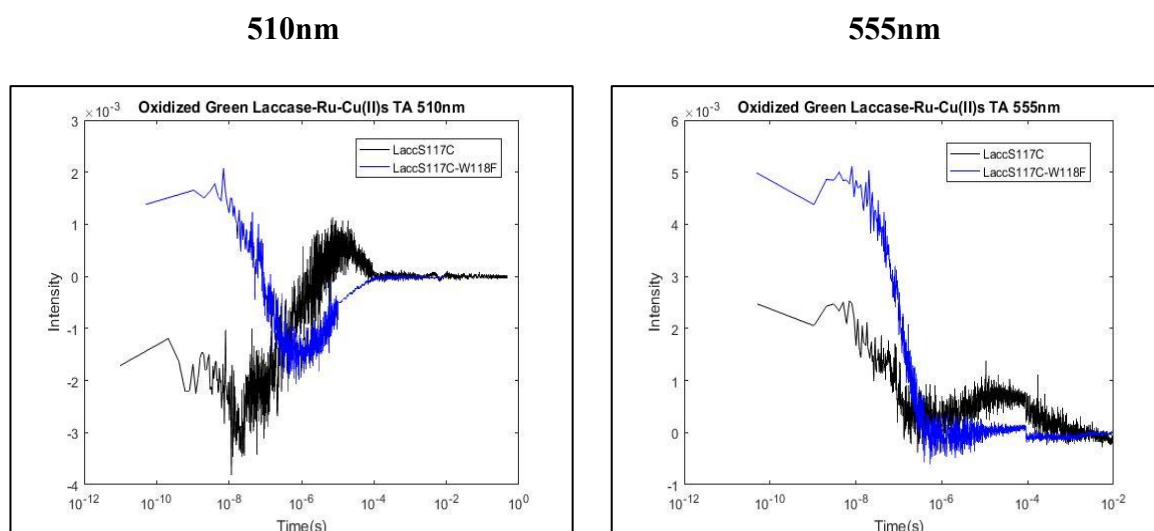 510nm
555nm
Oxidized Green Laccase-Ru-Cu(II)s TA 510nm
×10⁻³
LaccS117C
LaccS117C-W118F
Intensity
3
2
1
0
-1
-2
-3
-4
10⁻¹² 10⁻¹⁰ 10⁻⁸ 10⁻⁶ 10⁻⁴ 10⁻² 10⁰
Time(s)
Oxidized Green Laccase-Ru-Cu(II)s TA 555nm
×10⁻³
LaccS117C
LaccS117C-W118F
Intensity
6
5
4
3
2
1
0
-1
10⁻¹² 10⁻¹⁰ 10⁻⁸ 10⁻⁶ 10⁻⁴ 10⁻²
Time(s)